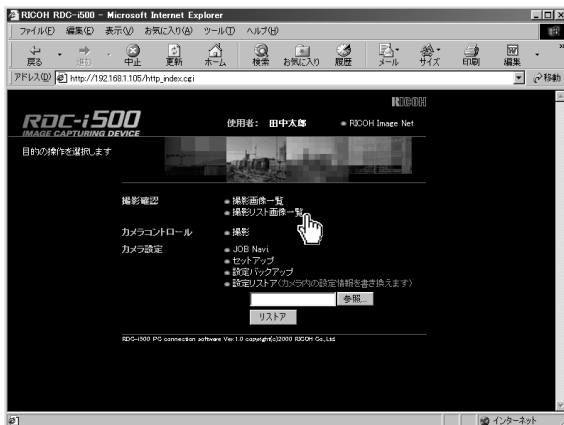 RICOH RDC-i500 - Microsoft Internet Explorer
ファイル(F) 編集(E) 表示(V) お気に入り(A) ツール(T) ヘルプ(H)
戻る 進む 中止 更新 ホーム 検索 お気に入り 履歴 メール サイズ 印刷 編集
アドレス(D) http://192.168.1.105/http_index.cgi 移動
RICOH
RDC-i500
IMAGE CAPTURING DEVICE
使用者: 田中太郎 RICOH Image Net
目的の操作を選択します
撮影確認 撮影画像一覧
撮影リスト画像一覧
カメラコントロール 撮影
カメラ設定 JOB Navi
セットアップ
設定バックアップ
設定リストア(カメラ内の設定情報を書き換えます)
参照...
リストア
RDC-i500 PC connection software Ver.1.0 copyright(c)2000 RICOH Co.,Ltd
インターネット